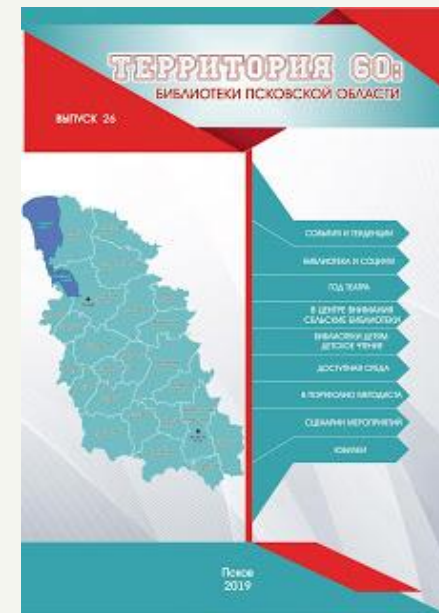 ТЕРРИТОРИЯ 60:
БИБЛИОТЕКИ ПСКОВСКОЙ ОБЛАСТИ
ВЫПУСК 26
СОБЫТИЯ И ТЕНДЕНЦИИ
БИБЛИОТЕКА И СОЦИУМ
ГОД ТЕАТРА
В ЦЕНТРЕ ВНИМАНИЯ
СЕЛЬСКИЕ БИБЛИОТЕКИ
БИБЛИОТЕКИ ДЕТЯМ
ДЕТСКОЕ ЧТЕНИЕ
ДОСТУПНАЯ СРЕДА
В ПОРТФОЛИО МЕТОДИСТА
СЦЕНАРИИ МЕРОПРИЯТИЙ
ЮБИЛЕИ
Псков
2019